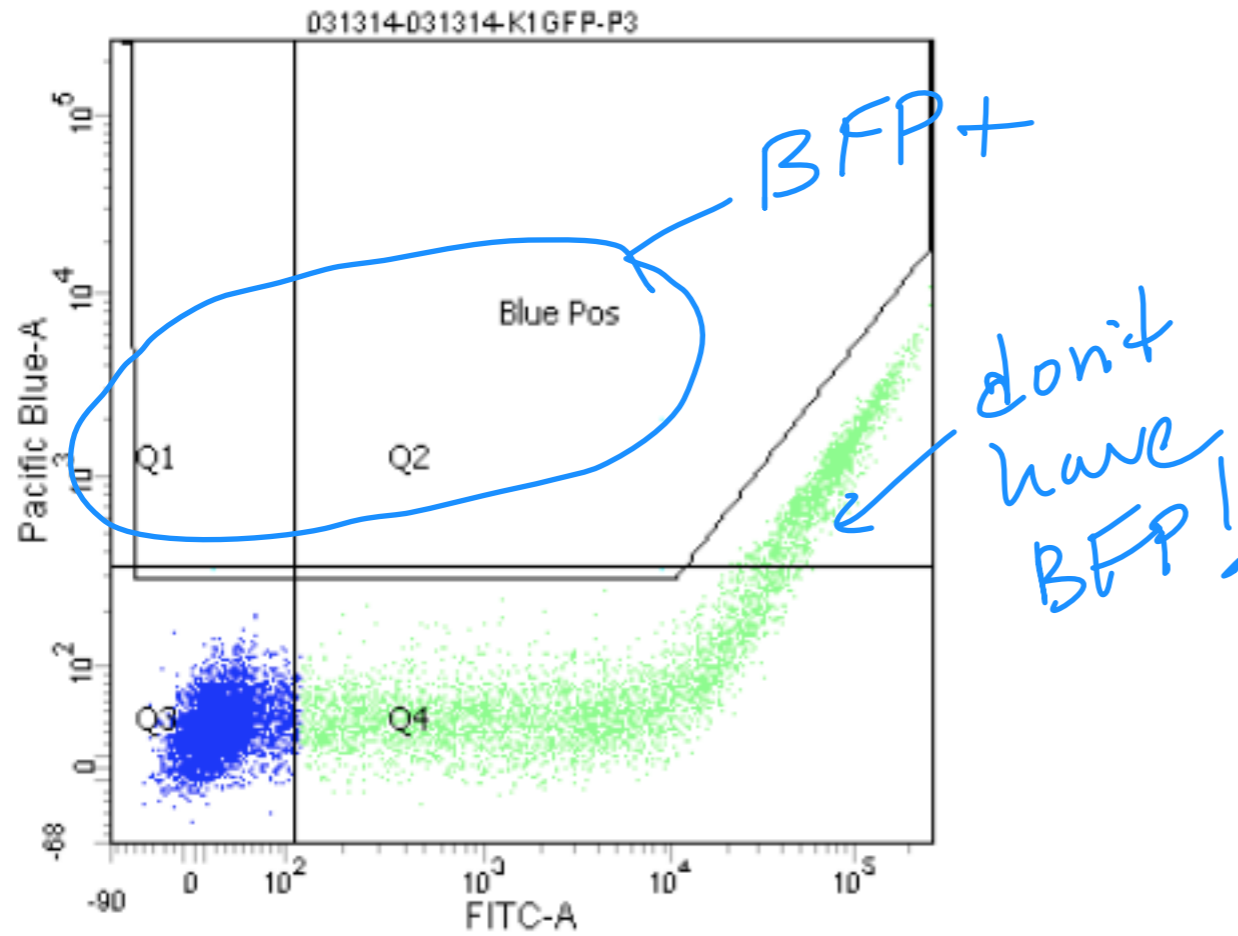 031314-031314-K1GFP-P3
BFP+
Blue Pos
don't
have
BFP!
Q1
Q2
Q3
Q4
Pacific Blue-A
10^5
10^4
10^3
10^2
0
-68
-90
0
10^2
10^3
10^4
10^5
FITC-A